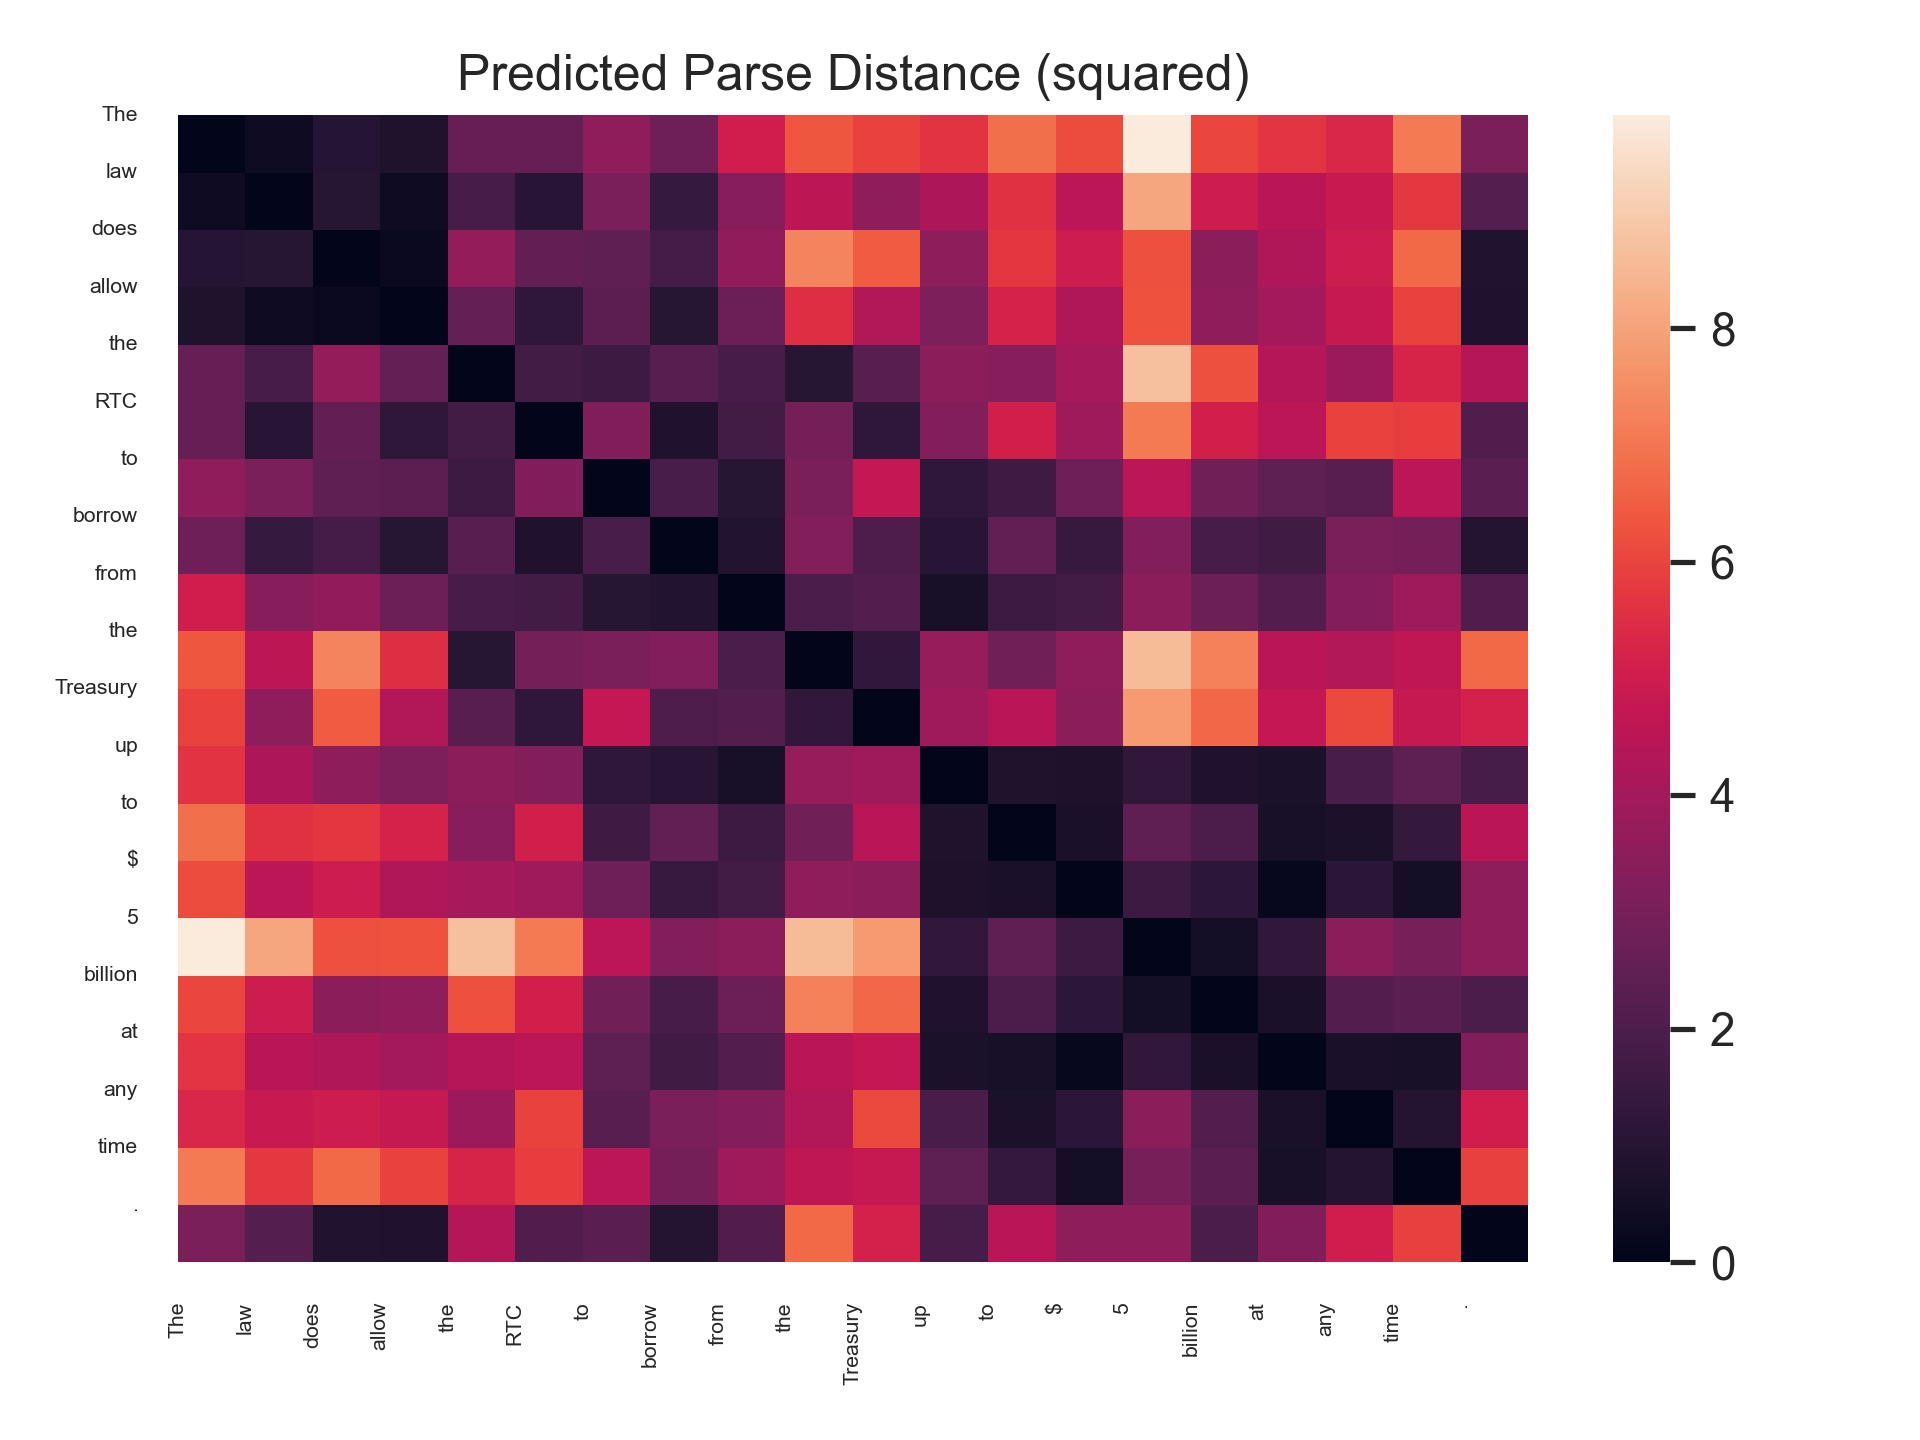 Predicted Parse Distance (squared)
The
law
does
allow
the
RTC
to
borrow
from
the
Treasury
up
to
$
5
billion
at
any
time
.
8
6
4
2
0
The law does allow the RTC to borrow from the Treasury up to $ 5 billion at any time .